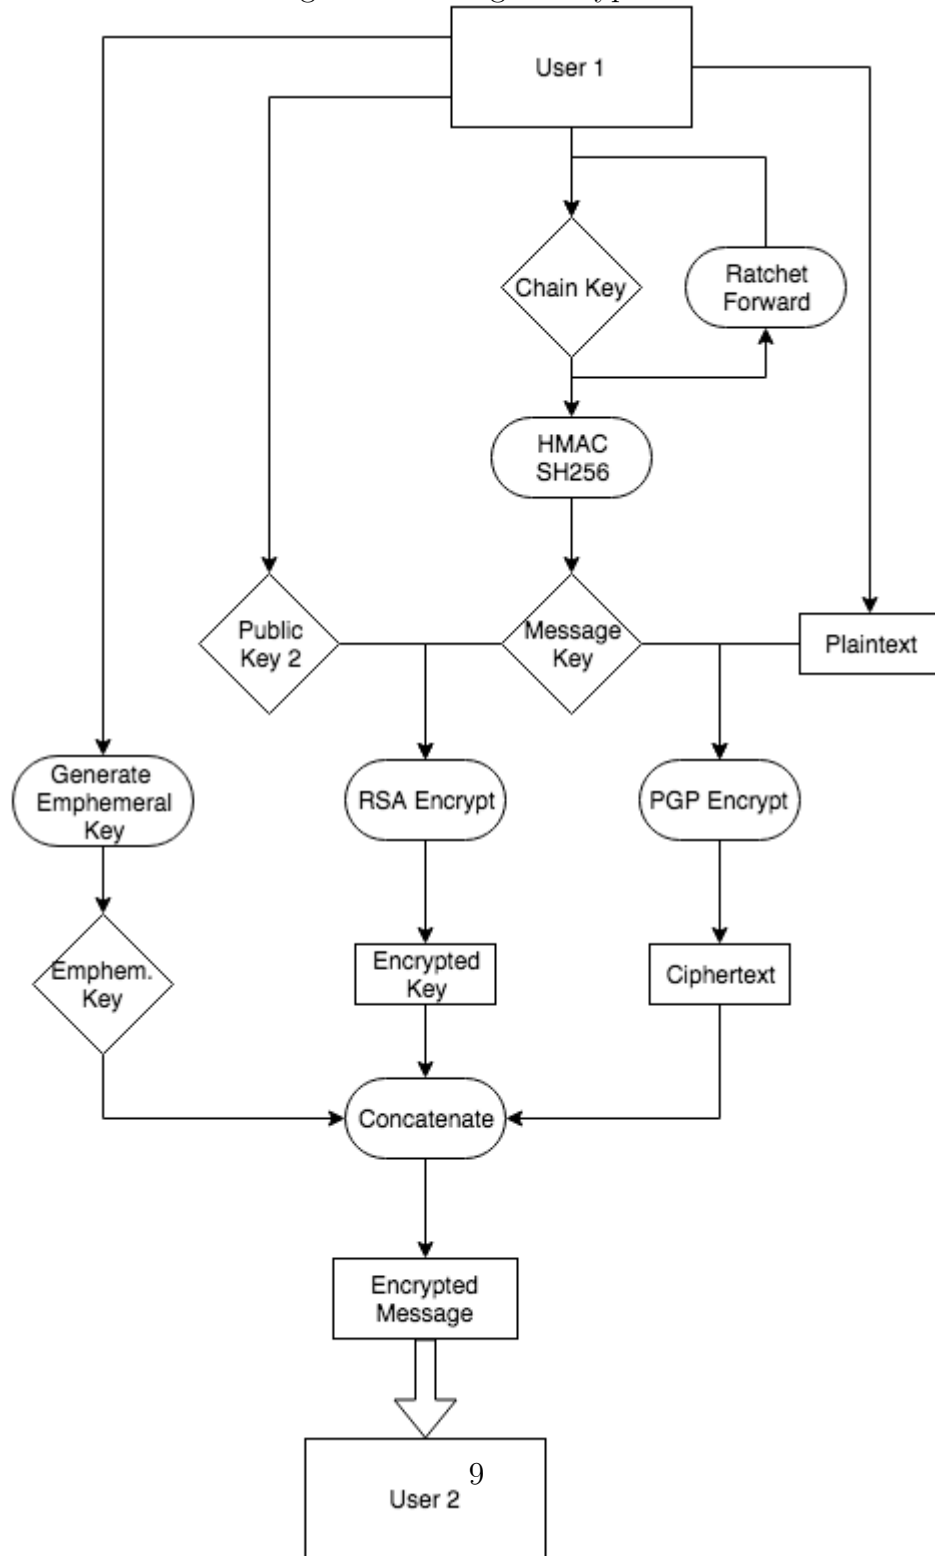 User 1
Chain Key
Ratchet
Forward
HMAC
SH256
Public
Key 2
Message
Key
Plaintext
Generate
Emphemeral
Key
RSA Encrypt
PGP Encrypt
Emphem.
Key
Encrypted
Key
Ciphertext
Concatenate
Encrypted
Message
9
User 2